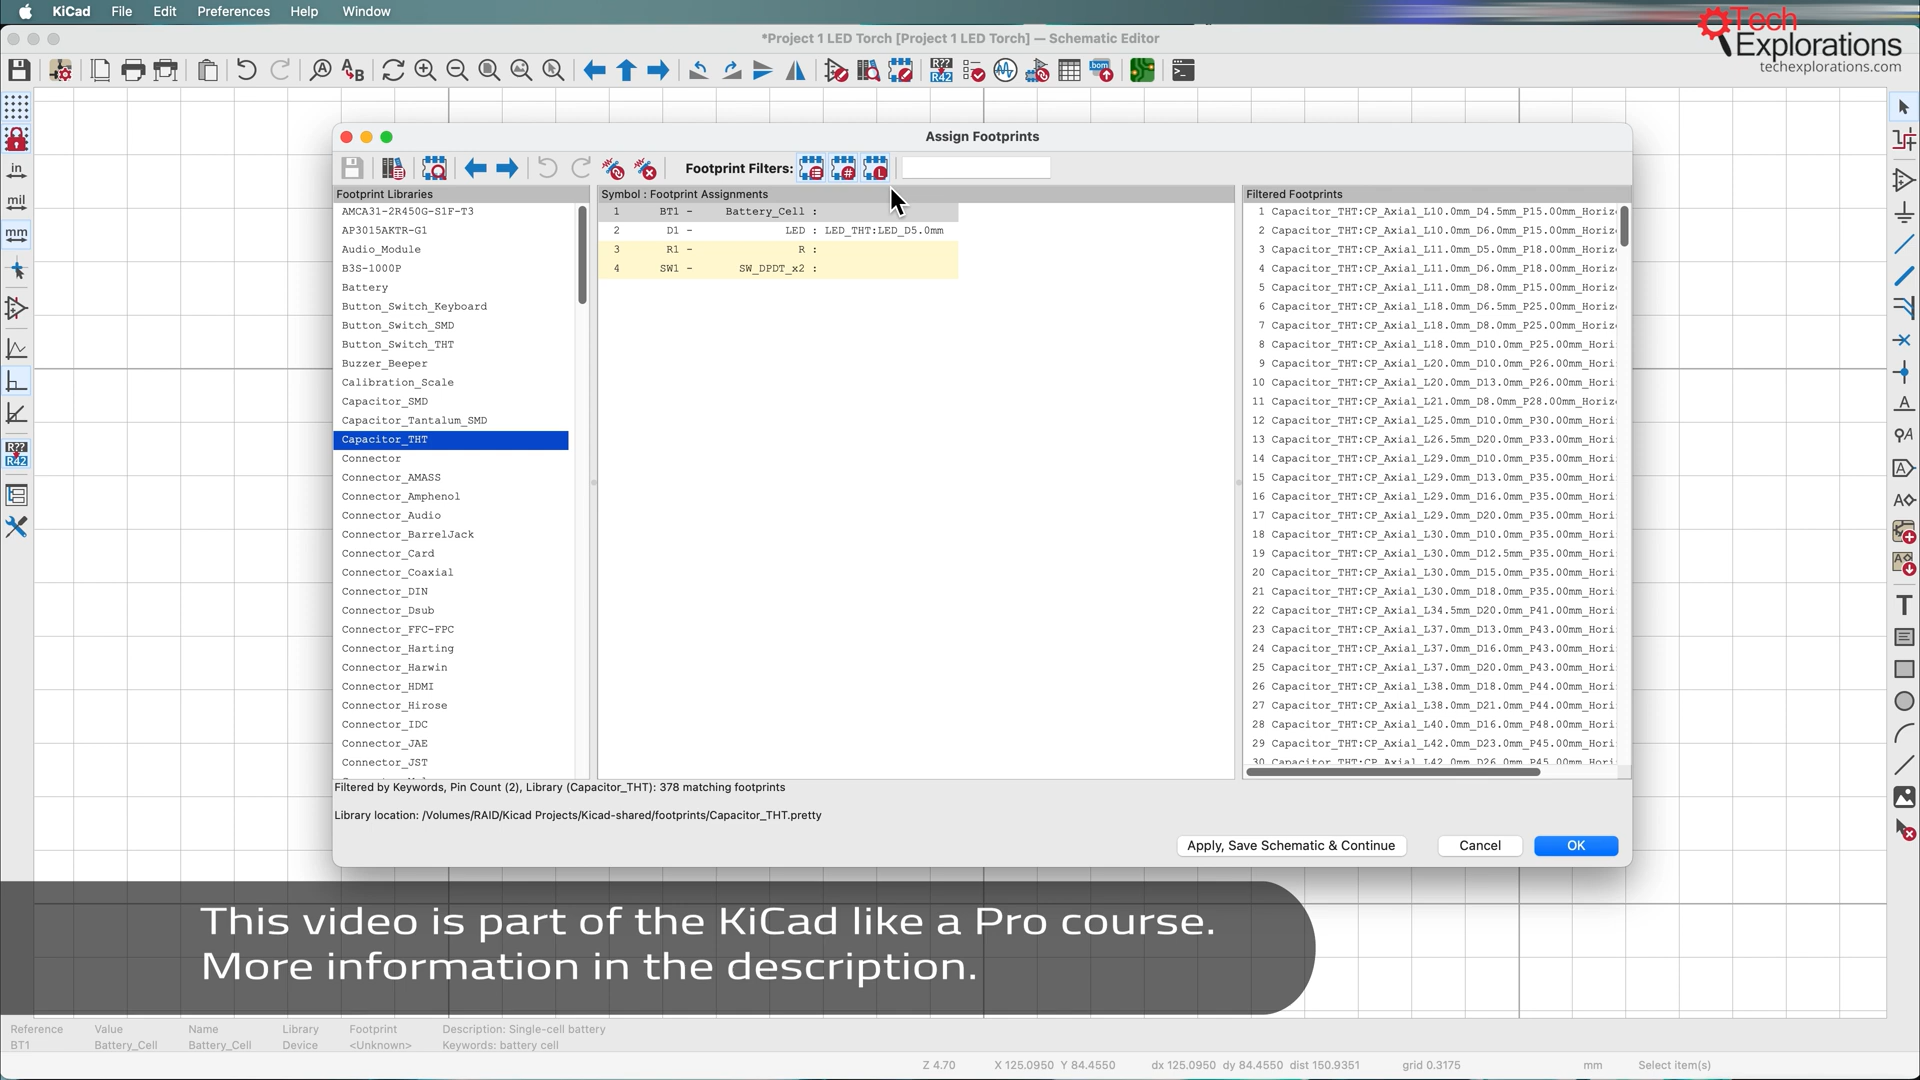 KiCad File Edit Preferences Help Window
*Project 1 LED Torch [Project 1 LED Torch] — Schematic Editor
Tech
Explorations
techexplorations.com
in
mil
mm
R??
R42
Assign Footprints
Footprint Filters:
Footprint Libraries
AMCA31-2R450G-S1F-T3
AP3015AKTR-G1
Audio_Module
B3S-1000P
Battery
Button_Switch_Keyboard
Button_Switch_SMD
Button_Switch_THT
Buzzer_Beeper
Calibration_Scale
Capacitor_SMD
Capacitor_Tantalum_SMD
Capacitor_THT
Connector
Connector_AMASS
Connector_Amphenol
Connector_Audio
Connector_BarrelJack
Connector_Card
Connector_Coaxial
Connector_DIN
Connector_Dsub
Connector_FFC-FPC
Connector_Harting
Connector_Harwin
Connector_HDMI
Connector_Hirose
Connector_IDC
Connector_JAE
Connector_JST
Symbol : Footprint Assignments
1 BT1 - Battery_Cell :
2 D1 - LED : LED_THT:LED_D5.0mm
3 R1 - R :
4 SW1 - SW_DPDT_x2 :
Filtered Footprints
1 Capacitor_THT:CP_Axial_L10.0mm_D4.5mm_P15.00mm_Horiz
2 Capacitor_THT:CP_Axial_L10.0mm_D6.0mm_P15.00mm_Horiz
3 Capacitor_THT:CP_Axial_L11.0mm_D5.0mm_P18.00mm_Horiz
4 Capacitor_THT:CP_Axial_L11.0mm_D6.0mm_P18.00mm_Horiz
5 Capacitor_THT:CP_Axial_L11.0mm_D8.0mm_P15.00mm_Horiz
6 Capacitor_THT:CP_Axial_L18.0mm_D6.5mm_P25.00mm_Horiz
7 Capacitor_THT:CP_Axial_L18.0mm_D8.0mm_P25.00mm_Horiz
8 Capacitor_THT:CP_Axial_L18.0mm_D10.0mm_P25.00mm_Hori
9 Capacitor_THT:CP_Axial_L20.0mm_D10.0mm_P26.00mm_Hori
10 Capacitor_THT:CP_Axial_L20.0mm_D13.0mm_P26.00mm_Hori
11 Capacitor_THT:CP_Axial_L21.0mm_D8.0mm_P28.00mm_Horiz
12 Capacitor_THT:CP_Axial_L25.0mm_D10.0mm_P30.00mm_Hori
13 Capacitor_THT:CP_Axial_L26.5mm_D20.0mm_P33.00mm_Hori
14 Capacitor_THT:CP_Axial_L29.0mm_D10.0mm_P35.00mm_Hori
15 Capacitor_THT:CP_Axial_L29.0mm_D13.0mm_P35.00mm_Hori
16 Capacitor_THT:CP_Axial_L29.0mm_D16.0mm_P35.00mm_Hori
17 Capacitor_THT:CP_Axial_L29.0mm_D20.0mm_P35.00mm_Hori
18 Capacitor_THT:CP_Axial_L30.0mm_D10.0mm_P35.00mm_Hori
19 Capacitor_THT:CP_Axial_L30.0mm_D12.5mm_P35.00mm_Hori
20 Capacitor_THT:CP_Axial_L30.0mm_D15.0mm_P35.00mm_Hori
21 Capacitor_THT:CP_Axial_L30.0mm_D18.0mm_P35.00mm_Hori
22 Capacitor_THT:CP_Axial_L34.5mm_D20.0mm_P41.00mm_Hori
23 Capacitor_THT:CP_Axial_L37.0mm_D13.0mm_P43.00mm_Hori
24 Capacitor_THT:CP_Axial_L37.0mm_D16.0mm_P43.00mm_Hori
25 Capacitor_THT:CP_Axial_L37.0mm_D20.0mm_P43.00mm_Hori
26 Capacitor_THT:CP_Axial_L38.0mm_D18.0mm_P44.00mm_Hori
27 Capacitor_THT:CP_Axial_L38.0mm_D21.0mm_P44.00mm_Hori
28 Capacitor_THT:CP_Axial_L40.0mm_D16.0mm_P48.00mm_Hori
29 Capacitor_THT:CP_Axial_L42.0mm_D23.0mm_P45.00mm_Hori
30 Capacitor_THT:CP_Axial_L42.0mm_D26.0mm_P45.00mm_Hori
Filtered by Keywords, Pin Count (2), Library (Capacitor_THT): 378 matching footprints
Library location: /Volumes/RAID/Kicad Projects/Kicad-shared/footprints/Capacitor_THT.pretty
Apply, Save Schematic & Continue Cancel OK
This video is part of the KiCad like a Pro course.
More information in the description.
Reference Value Name Library Footprint Description: Single-cell battery
BT1 Battery_Cell Battery_Cell Device <Unknown> Keywords: battery cell
Z 4.70 X 125.0950 Y 84.4550 dx 125.0950 dy 84.4550 dist 150.9351 grid 0.3175 mm Select item(s)